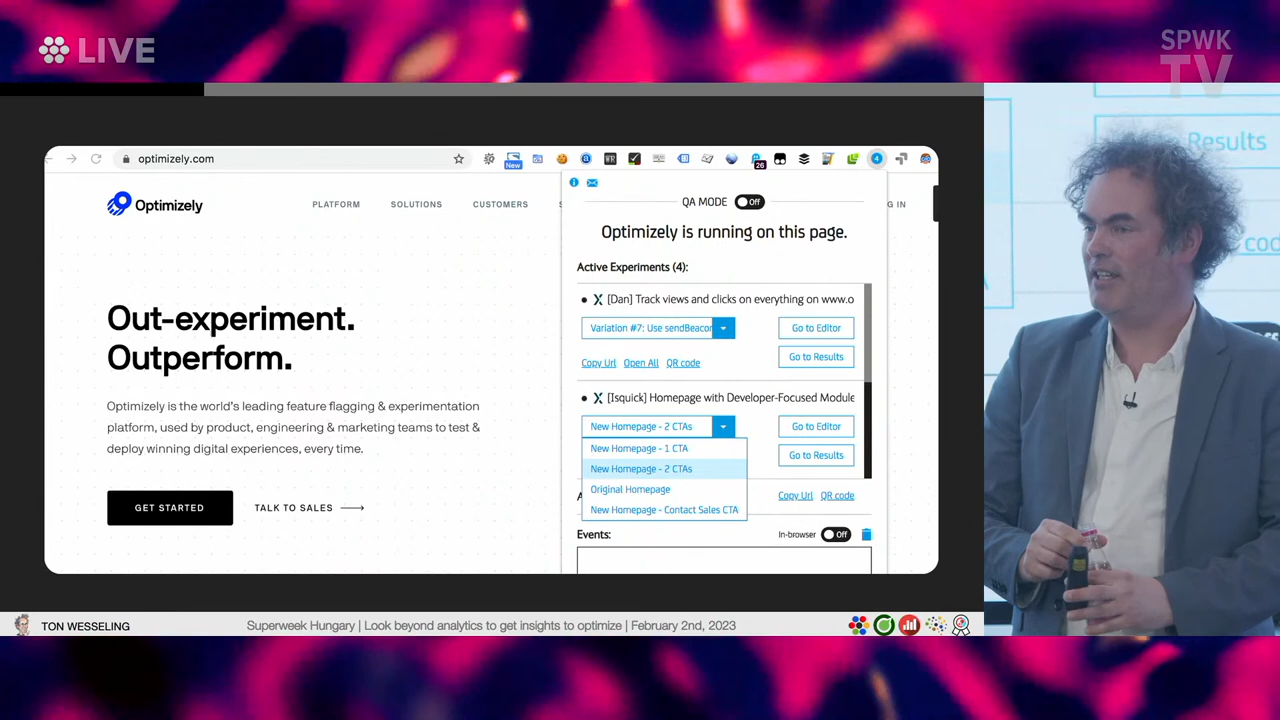 LIVE
SPWK
TV
optimizely.com
New
26
4
Optimizely
PLATFORM
SOLUTIONS
CUSTOMERS
S
G IN
QA MODE
Off
Optimizely is running on this page.
Active Experiments (4):
X [Dan] Track views and clicks on everything on www.o
Variation #7: Use sendBeacon
Go to Editor
Copy Url Open All QR code
Go to Results
X [Isquick] Homepage with Developer-Focused Module
New Homepage - 2 CTAs
Go to Editor
New Homepage - 1 CTA
Go to Results
New Homepage - 2 CTAs
Original Homepage
New Homepage - Contact Sales CTA
A
Copy Url QR code
Events:
In-browser
Off
Out-experiment.
Outperform.
Optimizely is the world's leading feature flagging & experimentation
platform, used by product, engineering & marketing teams to test &
deploy winning digital experiences, every time.
GET STARTED
TALK TO SALES
Results
cod
TON WESSELING
Superweek Hungary | Look beyond analytics to get insights to optimize | February 2nd, 2023